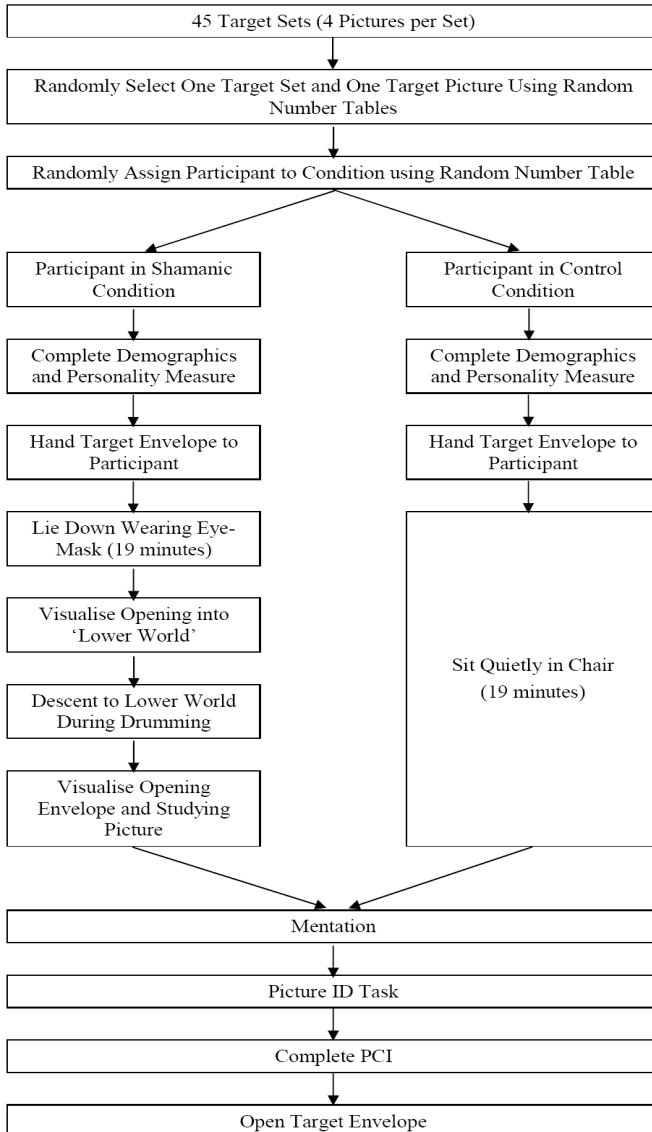 45 Target Sets (4 Pictures per Set)
Randomly Select One Target Set and One Target Picture Using Random
Number Tables
Randomly Assign Participant to Condition using Random Number Table
Participant in Shamanic
Condition
Complete Demographics
and Personality Measure
Hand Target Envelope to
Participant
Lie Down Wearing Eye-
Mask (19 minutes)
Visualise Opening into
‘Lower World’
Descent to Lower World
During Drumming
Visualise Opening
Envelope and Studying
Picture
Participant in Control
Condition
Complete Demographics
and Personality Measure
Hand Target Envelope to
Participant
Sit Quietly in Chair
(19 minutes)
Mentation
Picture ID Task
Complete PCI
Open Target Envelope